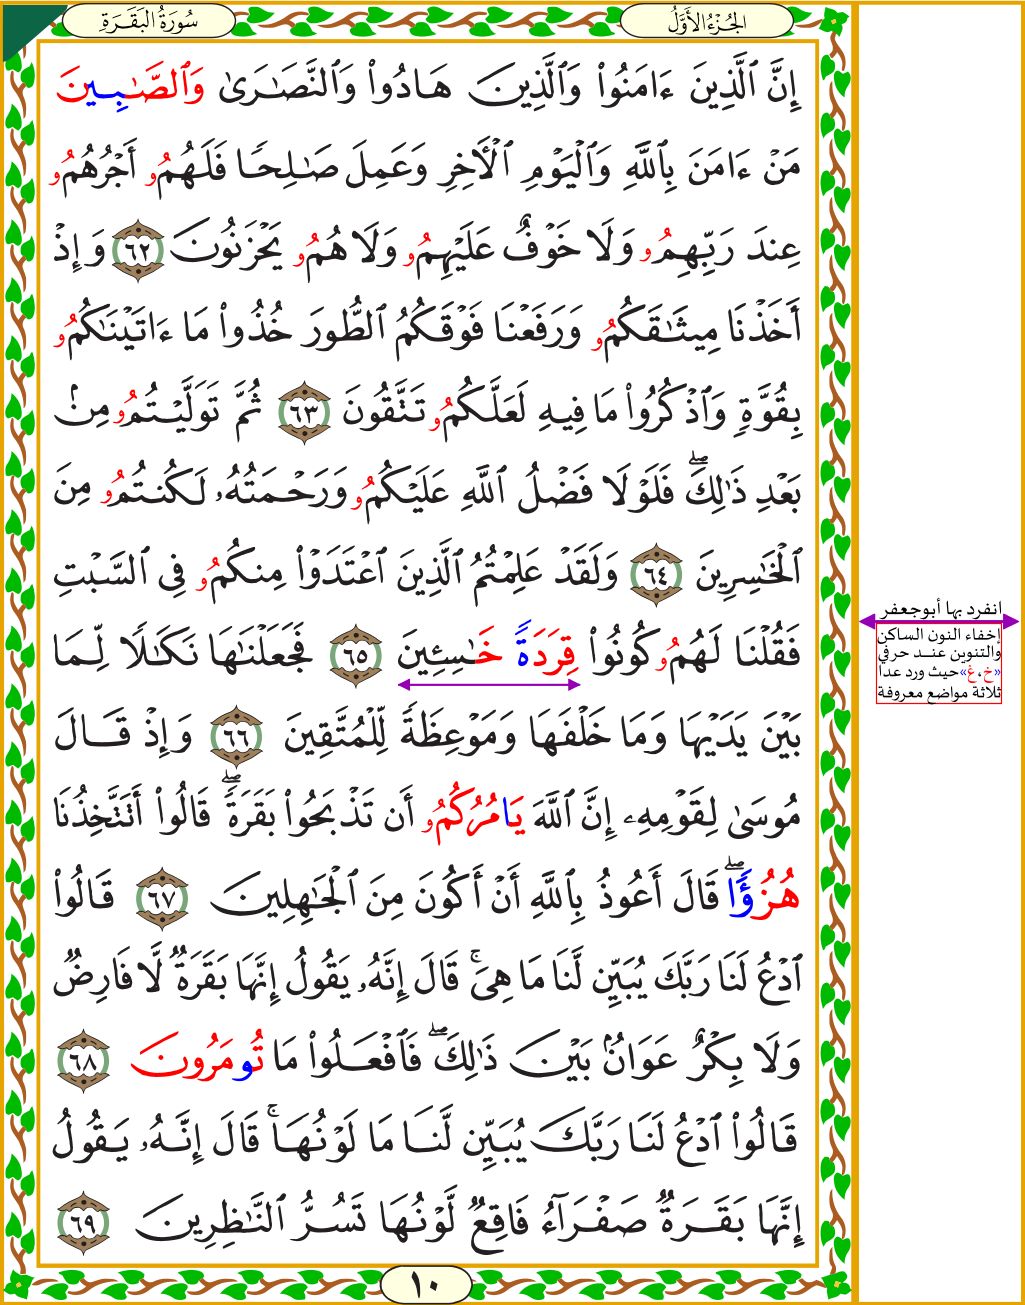 سُورَةُ البَقَرَةِ
الجُزْءُ الأَوَّلُ
إِنَّ ٱلَّذِينَ ءَامَنُواْ وَٱلَّذِينَ هَادُواْ وَٱلنَّصَـٰرَىٰ وَٱلصَّـٰبِينَ
مَنْ ءَامَنَ بِٱللَّهِ وَٱلْيَوْمِ ٱلْأٓخِرِ وَعَمِلَ صَـٰلِحًا فَلَهُمُۥ أَجْرُهُمُۥ
عِندَ رَبِّهِمُۥ وَلَا خَوْفٌ عَلَيْهِمُۥ وَلَا هُمُۥ يَحْزَنُونَ ٦٢ وَإِذْ
أَخَذْنَا مِيثَـٰقَكُمُۥ وَرَفَعْنَا فَوْقَكُمُ ٱلطُّورَ خُذُواْ مَا ءَاتَيْنَـٰكُمُۥ
بِقُوَّةٍ وَٱذْكُرُواْ مَا فِيهِ لَعَلَّكُمُۥ تَتَّقُونَ ٦٣ ثُمَّ تَوَلَّيْتُمُۥ مِنۢ
بَعْدِ ذَٰلِكَۖ فَلَوْلَا فَضْلُ ٱللَّهِ عَلَيْكُمُۥ وَرَحْمَتُهُۥ لَكُنتُمُۥ مِنَ
ٱلْخَـٰسِرِينَ ٦٤ وَلَقَدْ عَلِمْتُمُ ٱلَّذِينَ ٱعْتَدَوْاْ مِنكُمُۥ فِى ٱلسَّبْتِ
فَقُلْنَا لَهُمُۥ كُونُواْ قِرَدَةً خَـٰسِئِينَ ٦٥ فَجَعَلْنَـٰهَا نَكَـٰلًا لِّمَا
بَيْنَ يَدَيْهَا وَمَا خَلْفَهَا وَمَوْعِظَةً لِّلْمُتَّقِينَ ٦٦ وَإِذْ قَالَ
مُوسَىٰ لِقَوْمِهِۦ إِنَّ ٱللَّهَ يَامُرُكُمُۥ أَن تَذْبَحُواْ بَقَرَةًۖ قَالُواْ أَتَتَّخِذُنَا
هُزُؤًاۖ قَالَ أَعُوذُ بِٱللَّهِ أَنْ أَكُونَ مِنَ ٱلْجَـٰهِلِينَ ٦٧ قَالُواْ
ٱدْعُ لَنَا رَبَّكَ يُبَيِّن لَّنَا مَا هِىَۚ قَالَ إِنَّهُۥ يَقُولُ إِنَّهَا بَقَرَةٌ لَّا فَارِضٌ
وَلَا بِكْرٌ عَوَانٌۢ بَيْنَ ذَٰلِكَۖ فَٱفْعَلُواْ مَا تُومَرُونَ ٦٨
قَالُواْ ٱدْعُ لَنَا رَبَّكَ يُبَيِّن لَّنَا مَا لَوْنُهَاۚ قَالَ إِنَّهُۥ يَقُولُ
إِنَّهَا بَقَرَةٌ صَفْرَآءُ فَاقِعٌ لَّوْنُهَا تَسُرُّ ٱلنَّـٰظِرِينَ ٦٩
١٠
انفرد بها أبوجعفر
إخفاء النون الساكن
والتنوين عند حرفي
«خ،غ» حيث ورد عدا
ثلاثة مواضع معروفة